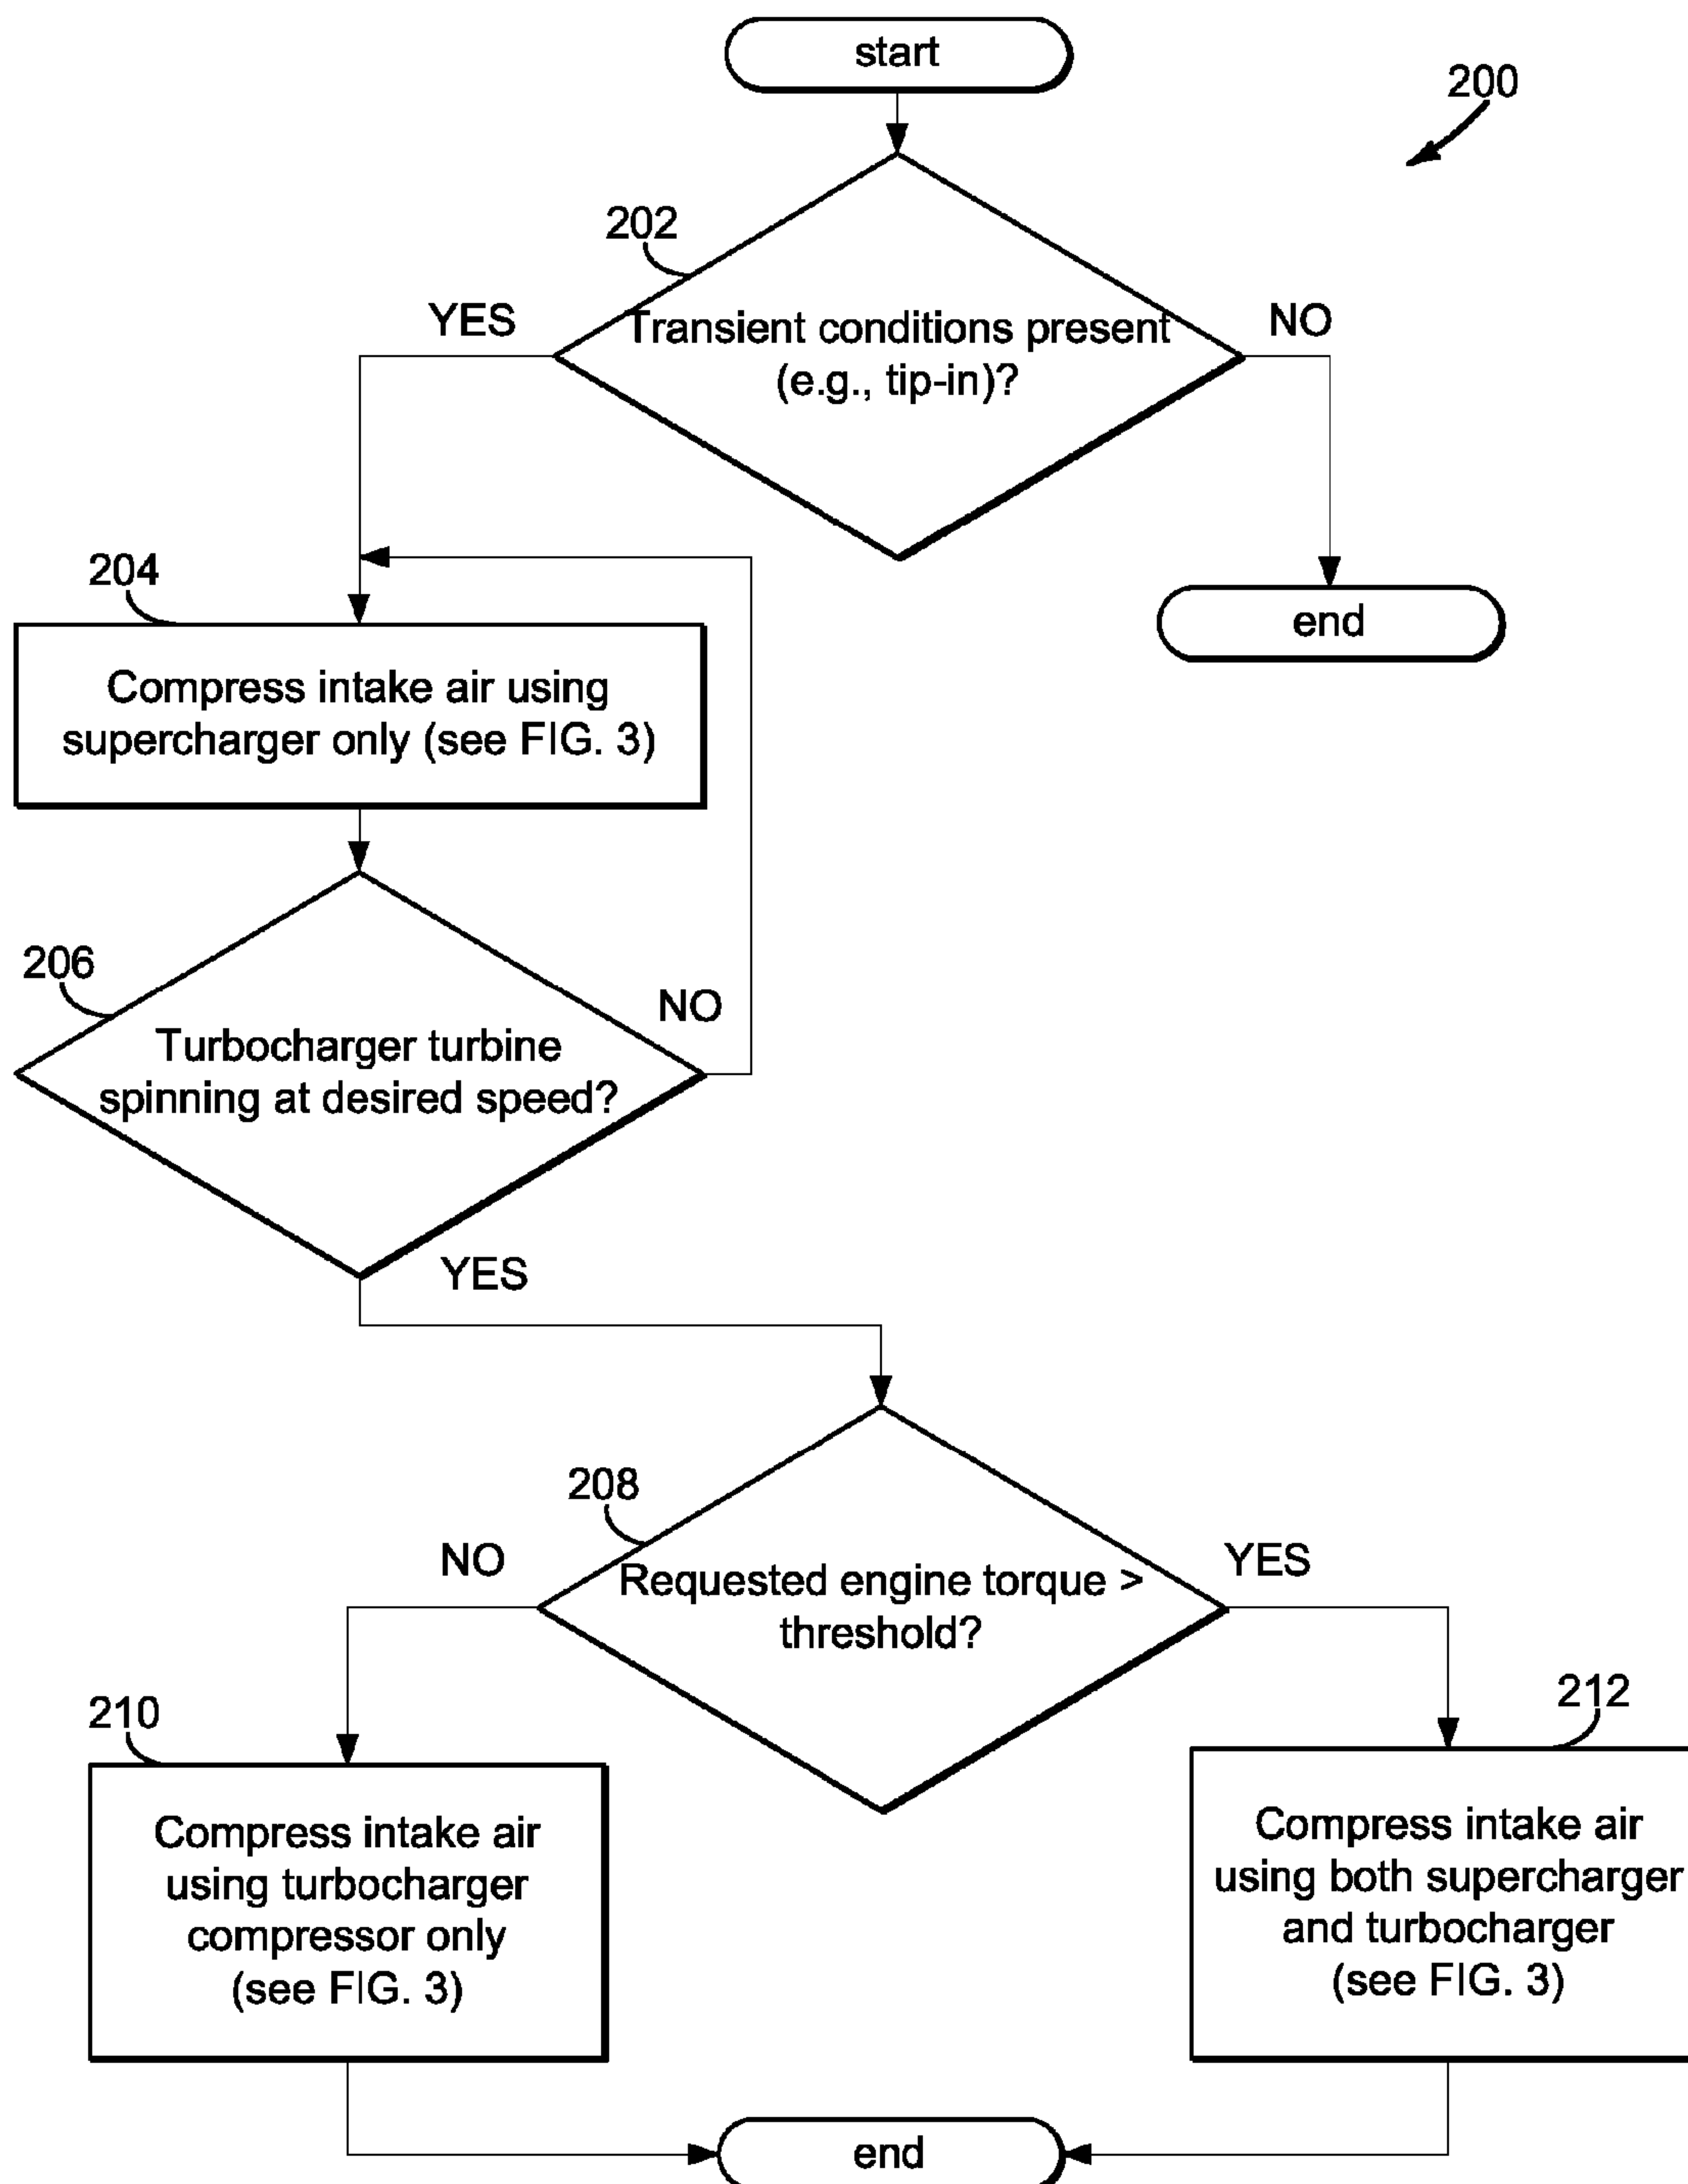 start
200
202
YES
NO
Transient conditions present
(e.g., tip-in)?
204
end
Compress intake air using
supercharger only (see FIG. 3)
206
NO
Turbocharger turbine
spinning at desired speed?
YES
208
NO
YES
Requested engine torque >
threshold?
210
212
Compress intake air
using turbocharger
compressor only
(see FIG. 3)
Compress intake air
using both supercharger
and turbocharger
(see FIG. 3)
end